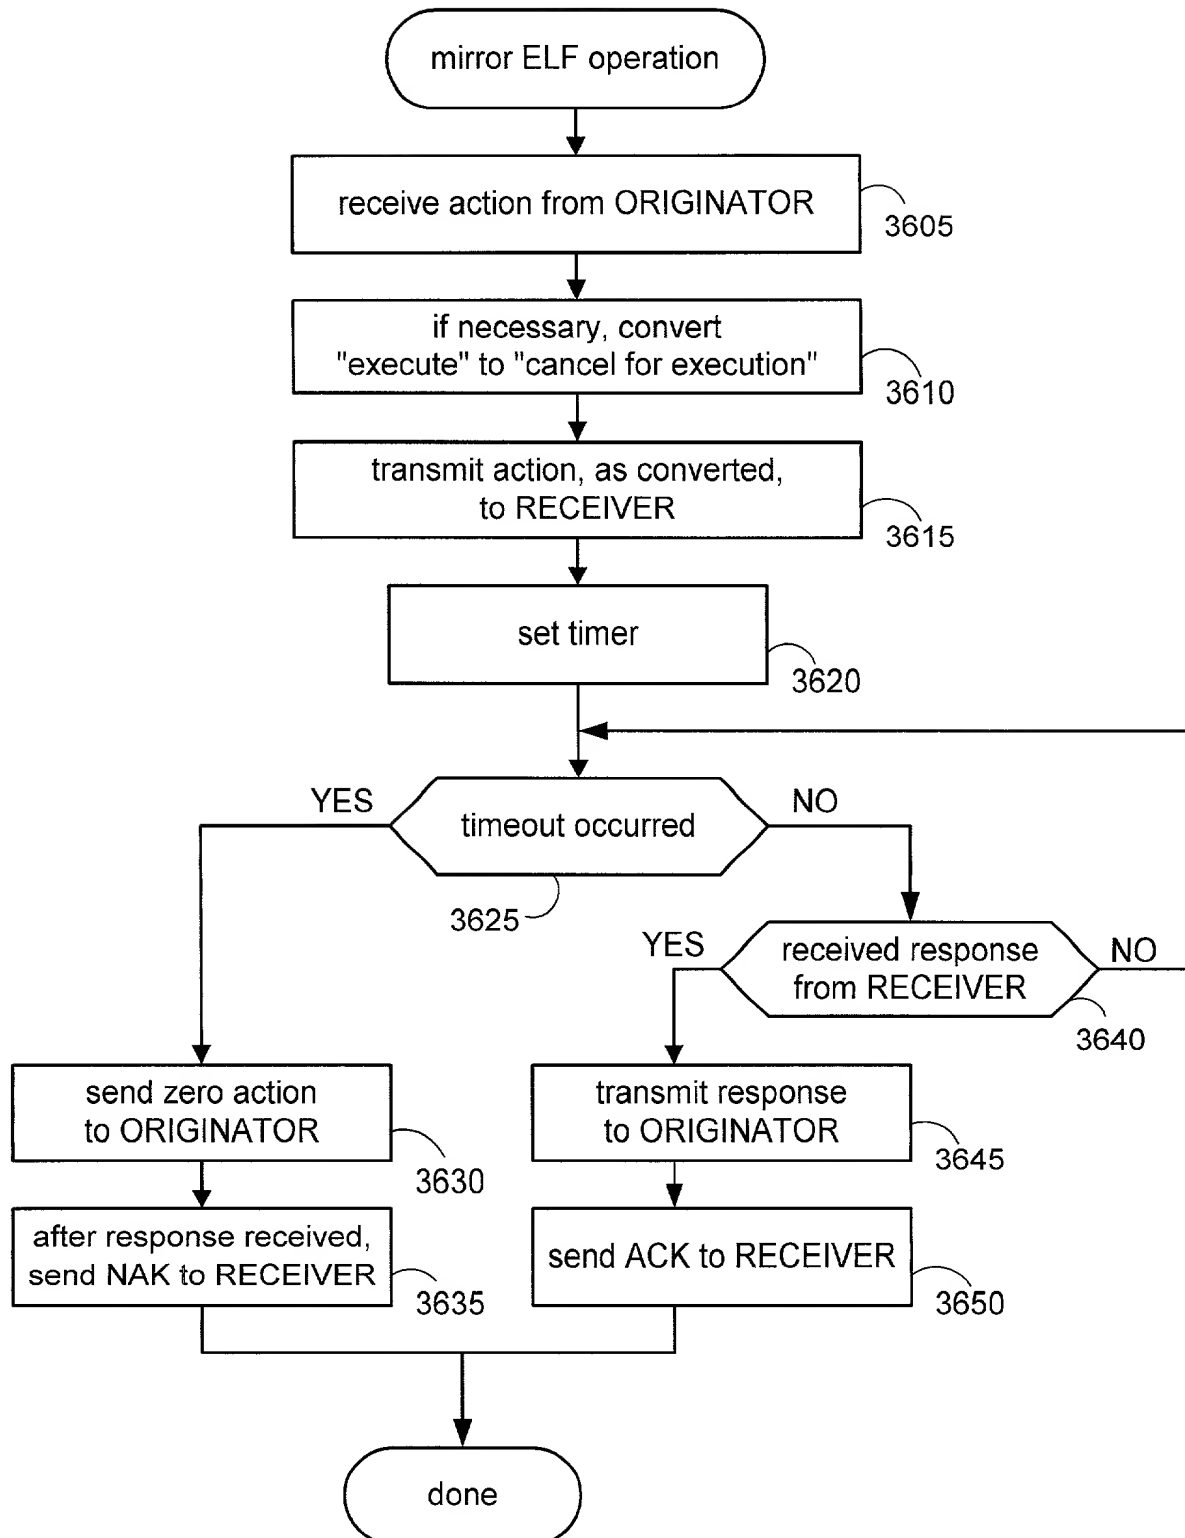 mirror ELF operation
receive action from ORIGINATOR
3605
if necessary, convert
"execute" to "cancel for execution"
3610
transmit action, as converted,
to RECEIVER
3615
set timer
3620
YES
NO
timeout occurred
3625
YES
received response
from RECEIVER
NO
3640
send zero action
to ORIGINATOR
3630
transmit response
to ORIGINATOR
3645
after response received,
send NAK to RECEIVER
3635
send ACK to RECEIVER
3650
done